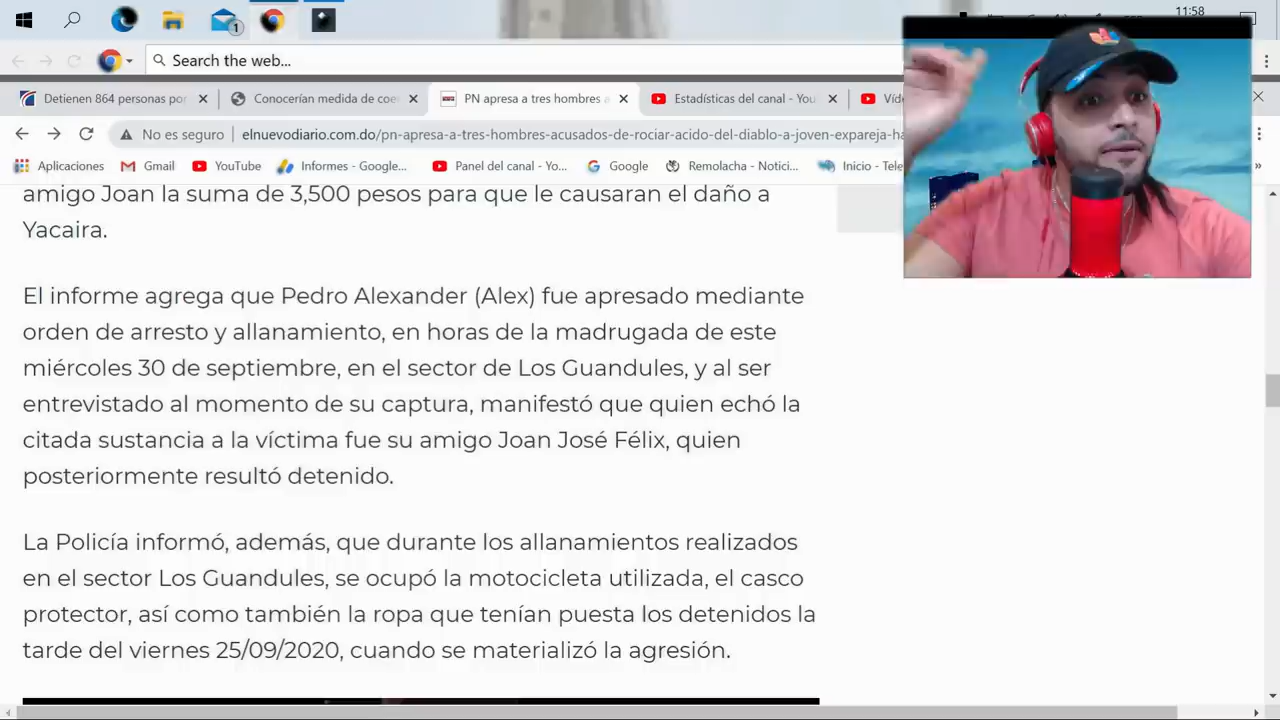 11:58
1
Search the web...
Detienen 864 personas por
Conocerían medida de coe
PN apresa a tres hombres a
Estadísticas del canal - You
Víd
No es seguro
elnuevodiario.com.do/pn-apresa-a-tres-hombres-acusados-de-rociar-acido-del-diablo-a-joven-expareja-ha
Aplicaciones
Gmail
YouTube
Informes - Google...
Panel del canal - Yo...
Google
Remolacha - Notici...
Inicio - Tele
»
amigo Joan la suma de 3,500 pesos para que le causaran el daño a
Yacaira.
El informe agrega que Pedro Alexander (Alex) fue apresado mediante
orden de arresto y allanamiento, en horas de la madrugada de este
miércoles 30 de septiembre, en el sector de Los Guandules, y al ser
entrevistado al momento de su captura, manifestó que quien echó la
citada sustancia a la víctima fue su amigo Joan José Félix, quien
posteriormente resultó detenido.
La Policía informó, además, que durante los allanamientos realizados
en el sector Los Guandules, se ocupó la motocicleta utilizada, el casco
protector, así como también la ropa que tenían puesta los detenidos la
tarde del viernes 25/09/2020, cuando se materializó la agresión.